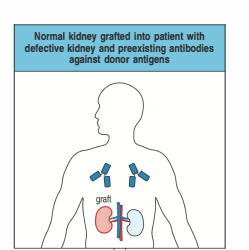 Normal kidney grafted into patient with
defective kidney and preexisting antibodies
against donor antigens
graft